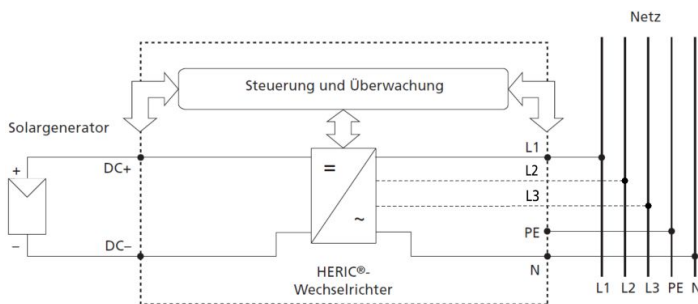 Netz
Steuerung und Überwachung
Solargenerator
L1
+
DC+
=
L2
L3
~
PE
−
DC−
N
HERIC®-
Wechselrichter
L1 L2 L3 PE N